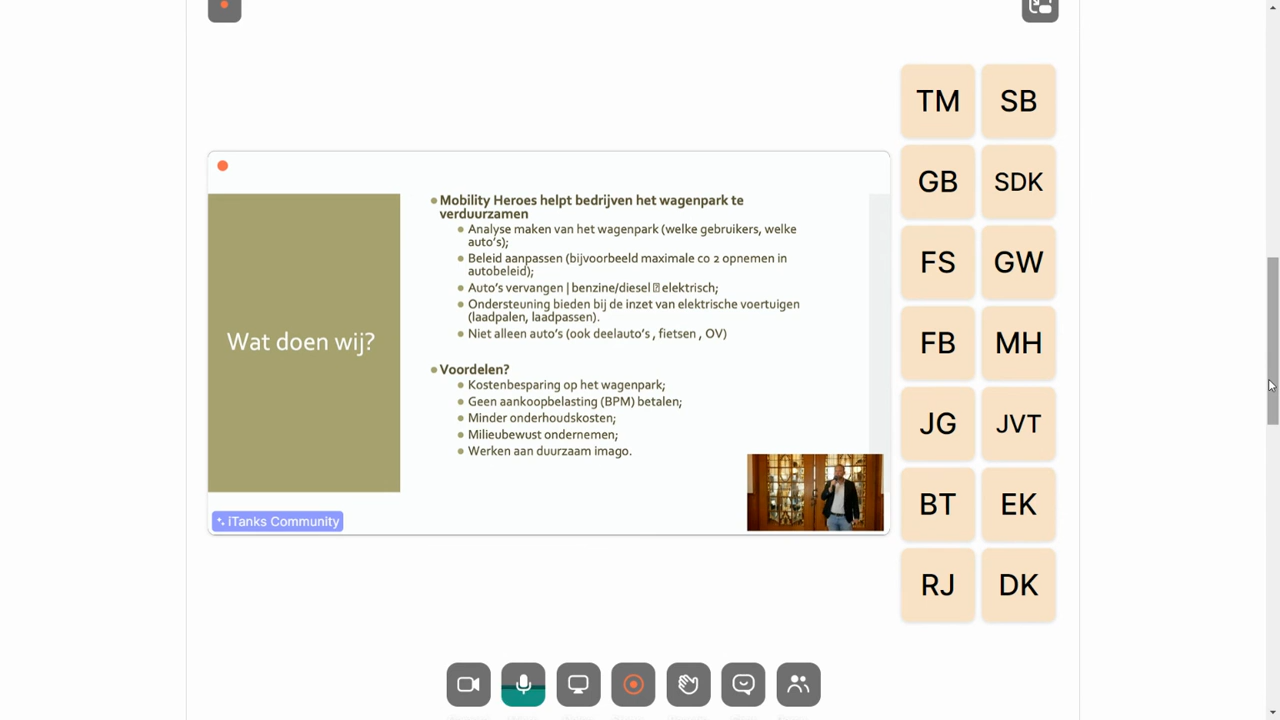 TM
SB
GB
SDK
FS
GW
FB
MH
JG
JVT
BT
EK
RJ
DK
Wat doen wij?
Mobility Heroes helpt bedrijven het wagenpark te
verduurzamen
Analyse maken van het wagenpark (welke gebruikers, welke
auto's);
Beleid aanpassen (bijvoorbeeld maximale co 2 opnemen in
autobeleid);
Auto's vervangen | benzine/diesel elektrisch;
Ondersteuning bieden bij de inzet van elektrische voertuigen
(laadpalen, laadpassen).
Niet alleen auto's (ook deelauto's , fietsen , OV)
Voordelen?
Kostenbesparing op het wagenpark;
Geen aankoopbelasting (BPM) betalen;
Minder onderhoudskosten;
Milieubewust ondernemen;
Werken aan duurzaam imago.
iTanks Community